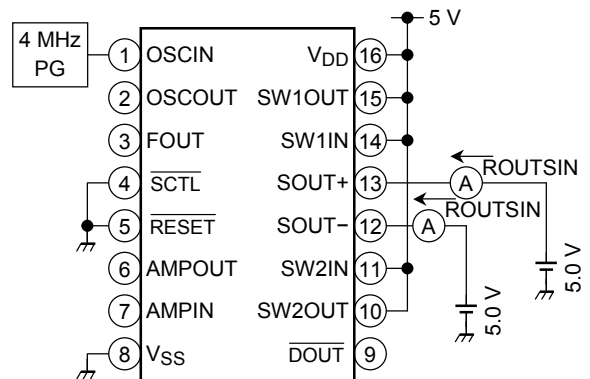 5 V
4 MHz
PG
1 OSCIN
VDD 16
2 OSCOUT
SW1OUT 15
3 FOUT
SW1IN 14
4 SCTL
SOUT+ 13
A
ROUTSIN
5 RESET
SOUT− 12
A
ROUTSIN
6 AMPOUT
SW2IN 11
7 AMPIN
SW2OUT 10
8 VSS
DOUT 9
5.0 V
5.0 V